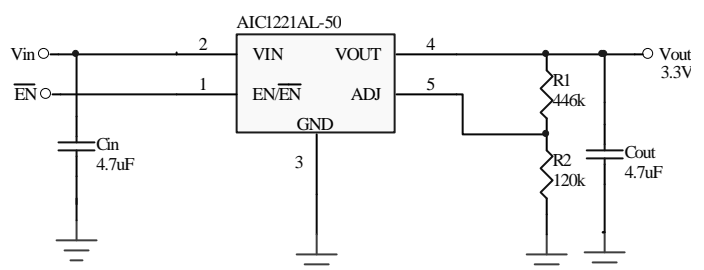 AIC1221AL-50
Vin
2
VIN
VOUT
4
Vout
3.3V
EN
1
EN/EN
ADJ
5
R1
446k
GND
Cin
4.7uF
3
R2
120k
Cout
4.7uF